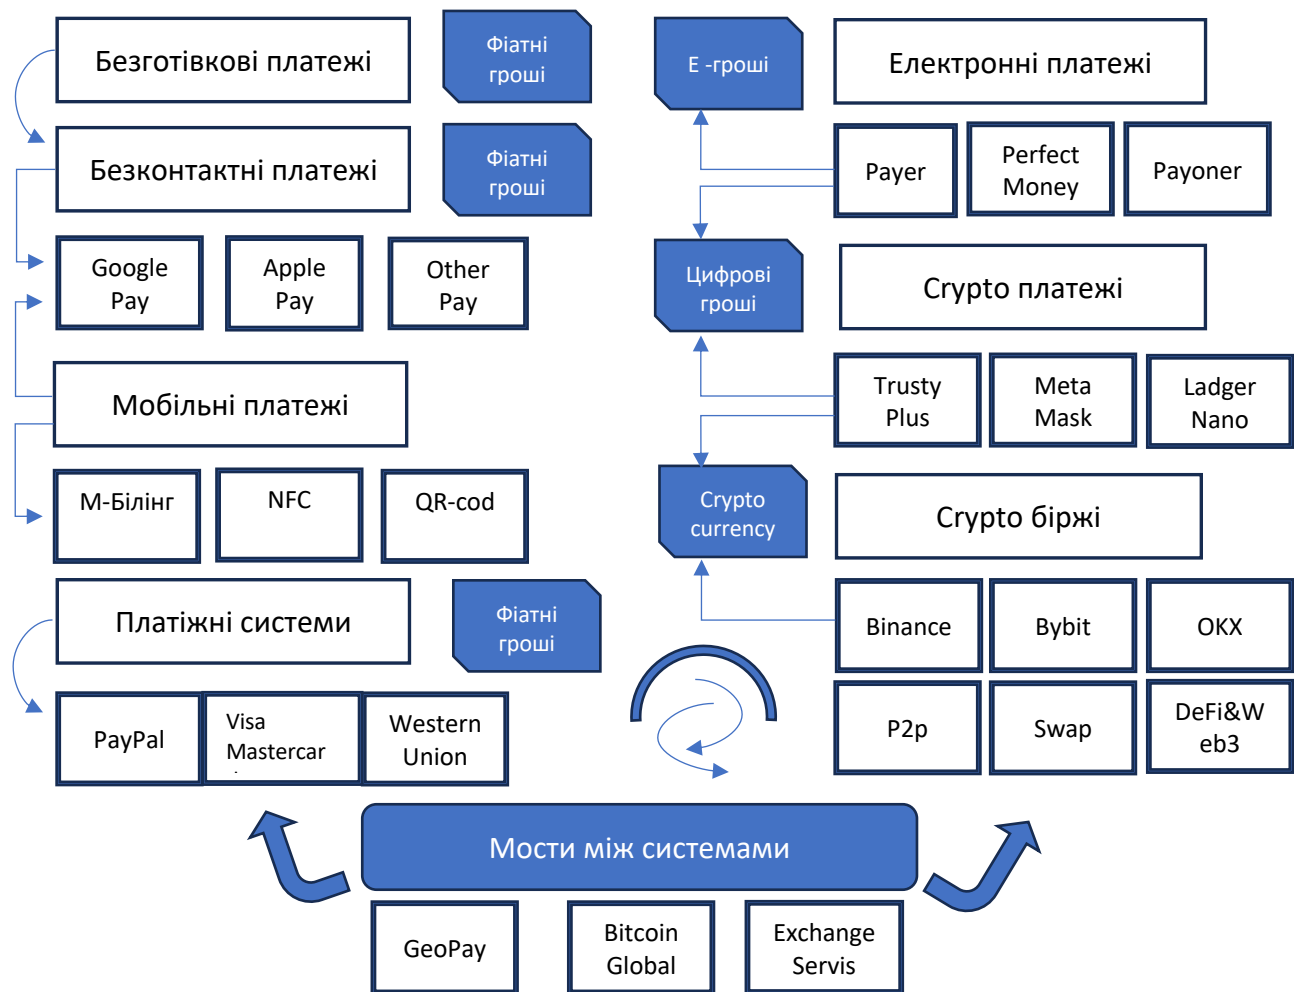 Безготівкові платежі
Фіатні
гроші
Е -гроші
Електронні платежі
Безконтактні платежі
Фіатні
гроші
Payer
Perfect
Money
Payoner
Google
Pay
Apple
Pay
Other
Pay
Цифрові
гроші
Crypto платежі
Мобільні платежі
Trusty
Plus
Meta
Mask
Ladger
Nano
М-Білінг
NFC
QR-cod
Crypto
currency
Crypto біржі
Платіжні системи
Фіатні
гроші
Binance
Bybit
OKX
PayPal
Visa
Mastercar
Western
Union
P2p
Swap
DeFi&W
eb3
Мости між системами
GeoPay
Bitcoin
Global
Exchange
Servis